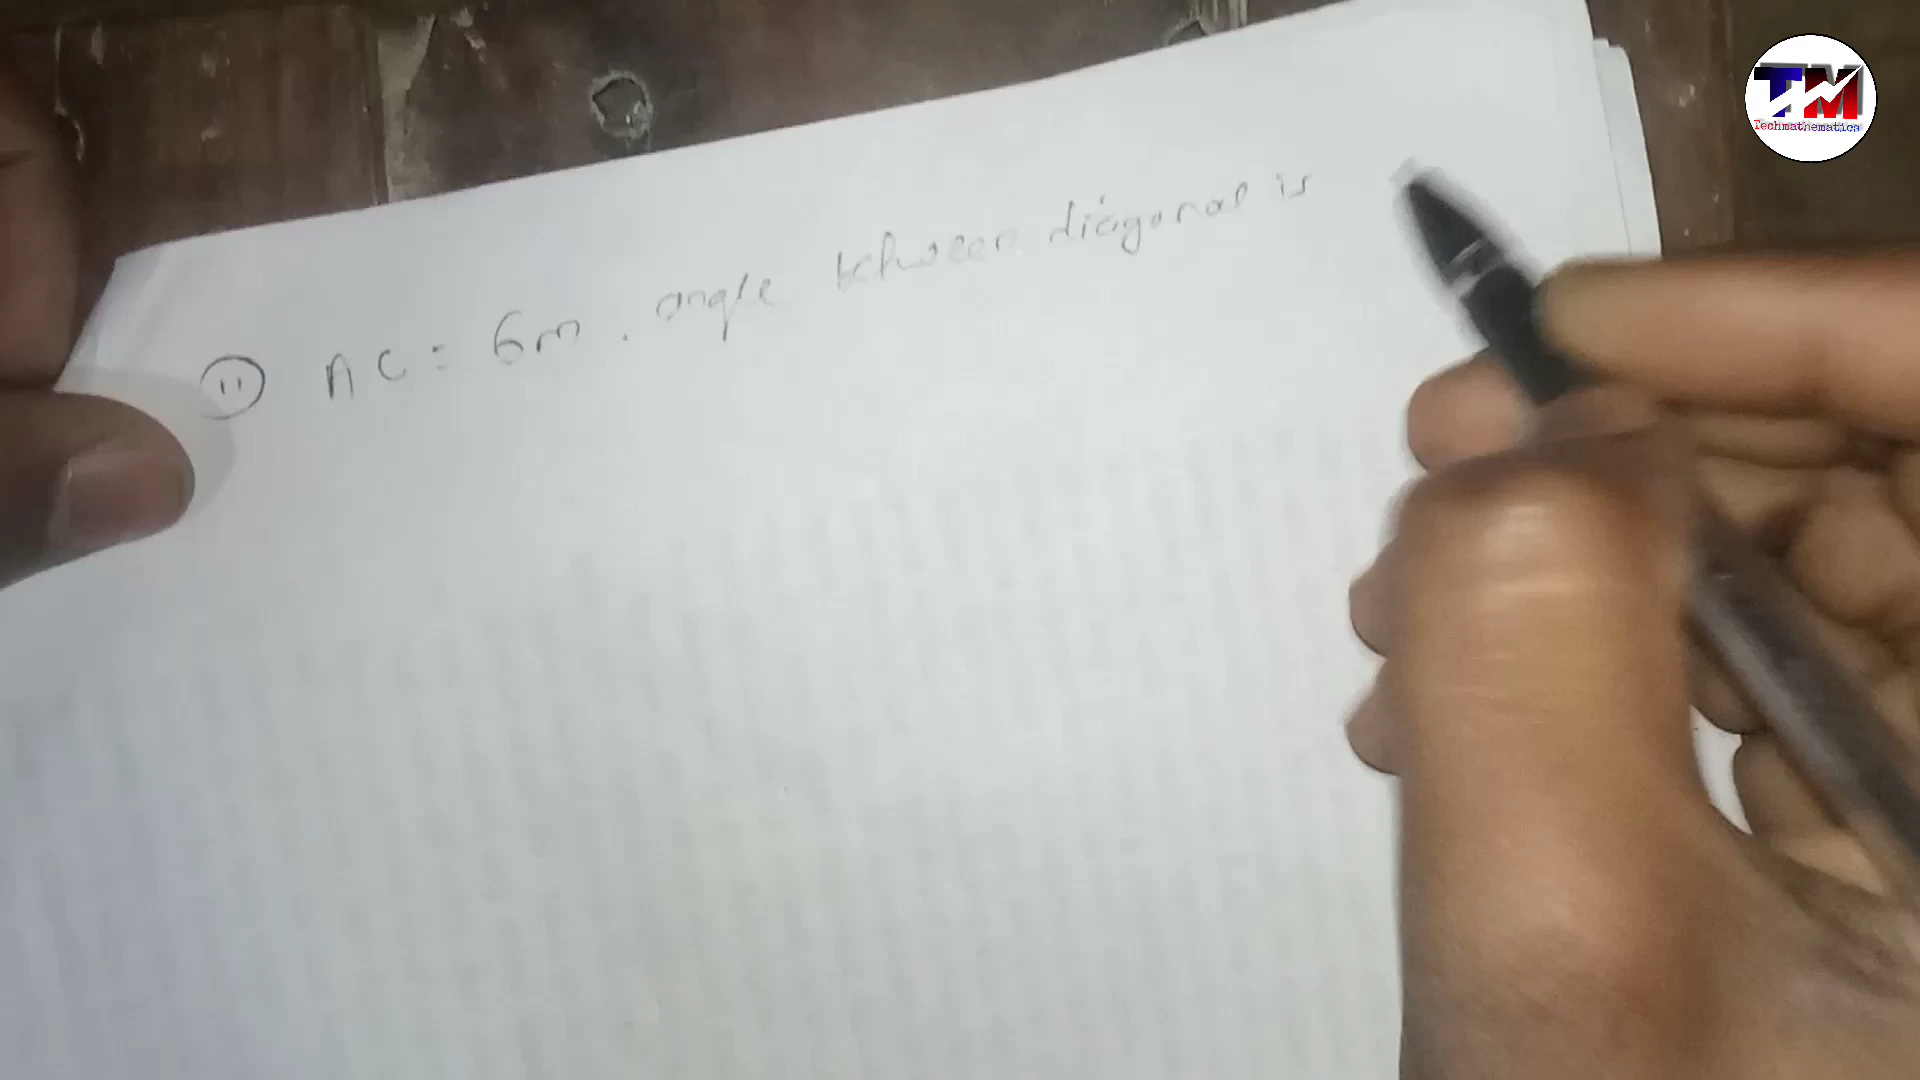 TM
Techmathematics
(11) AC = 6m. angle between diagonal is